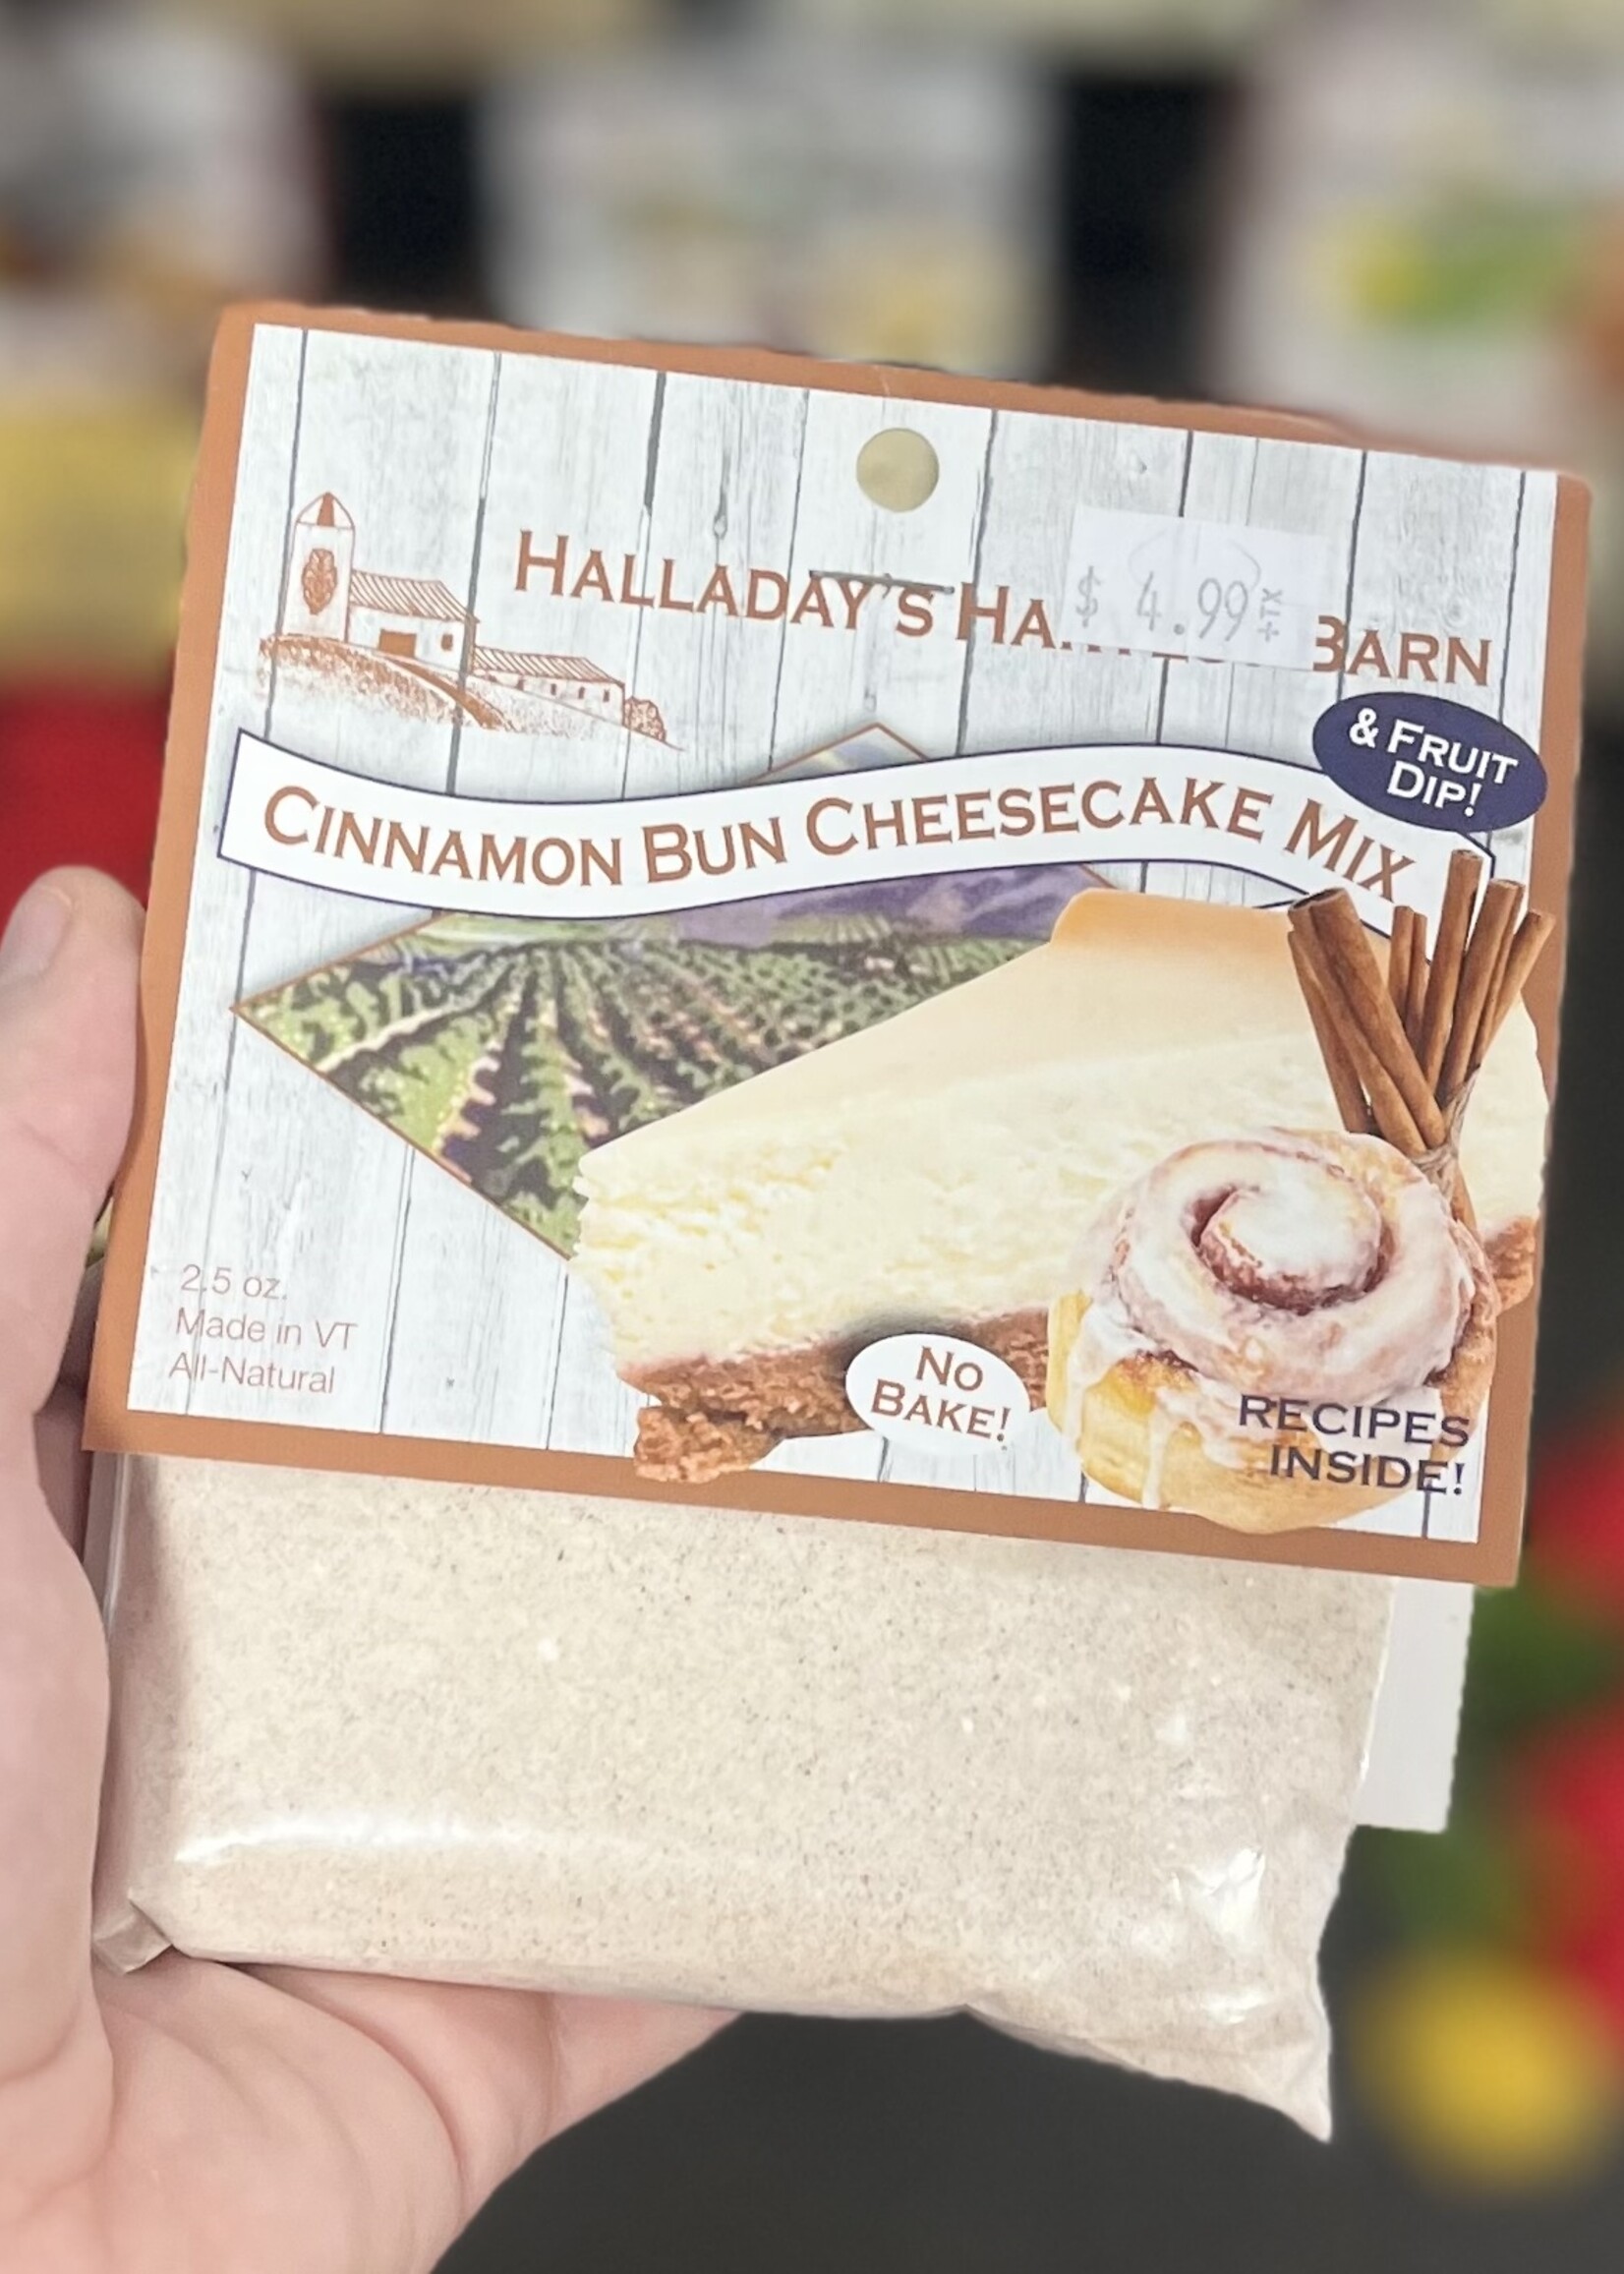 HALLADAY'S BARN
$ 4.99 +TX
& FRUIT
DIP!
CINNAMON BUN CHEESECAKE MIX
2.5 oz.
Made in VT
All-Natural
NO
BAKE!
RECIPES
INSIDE!